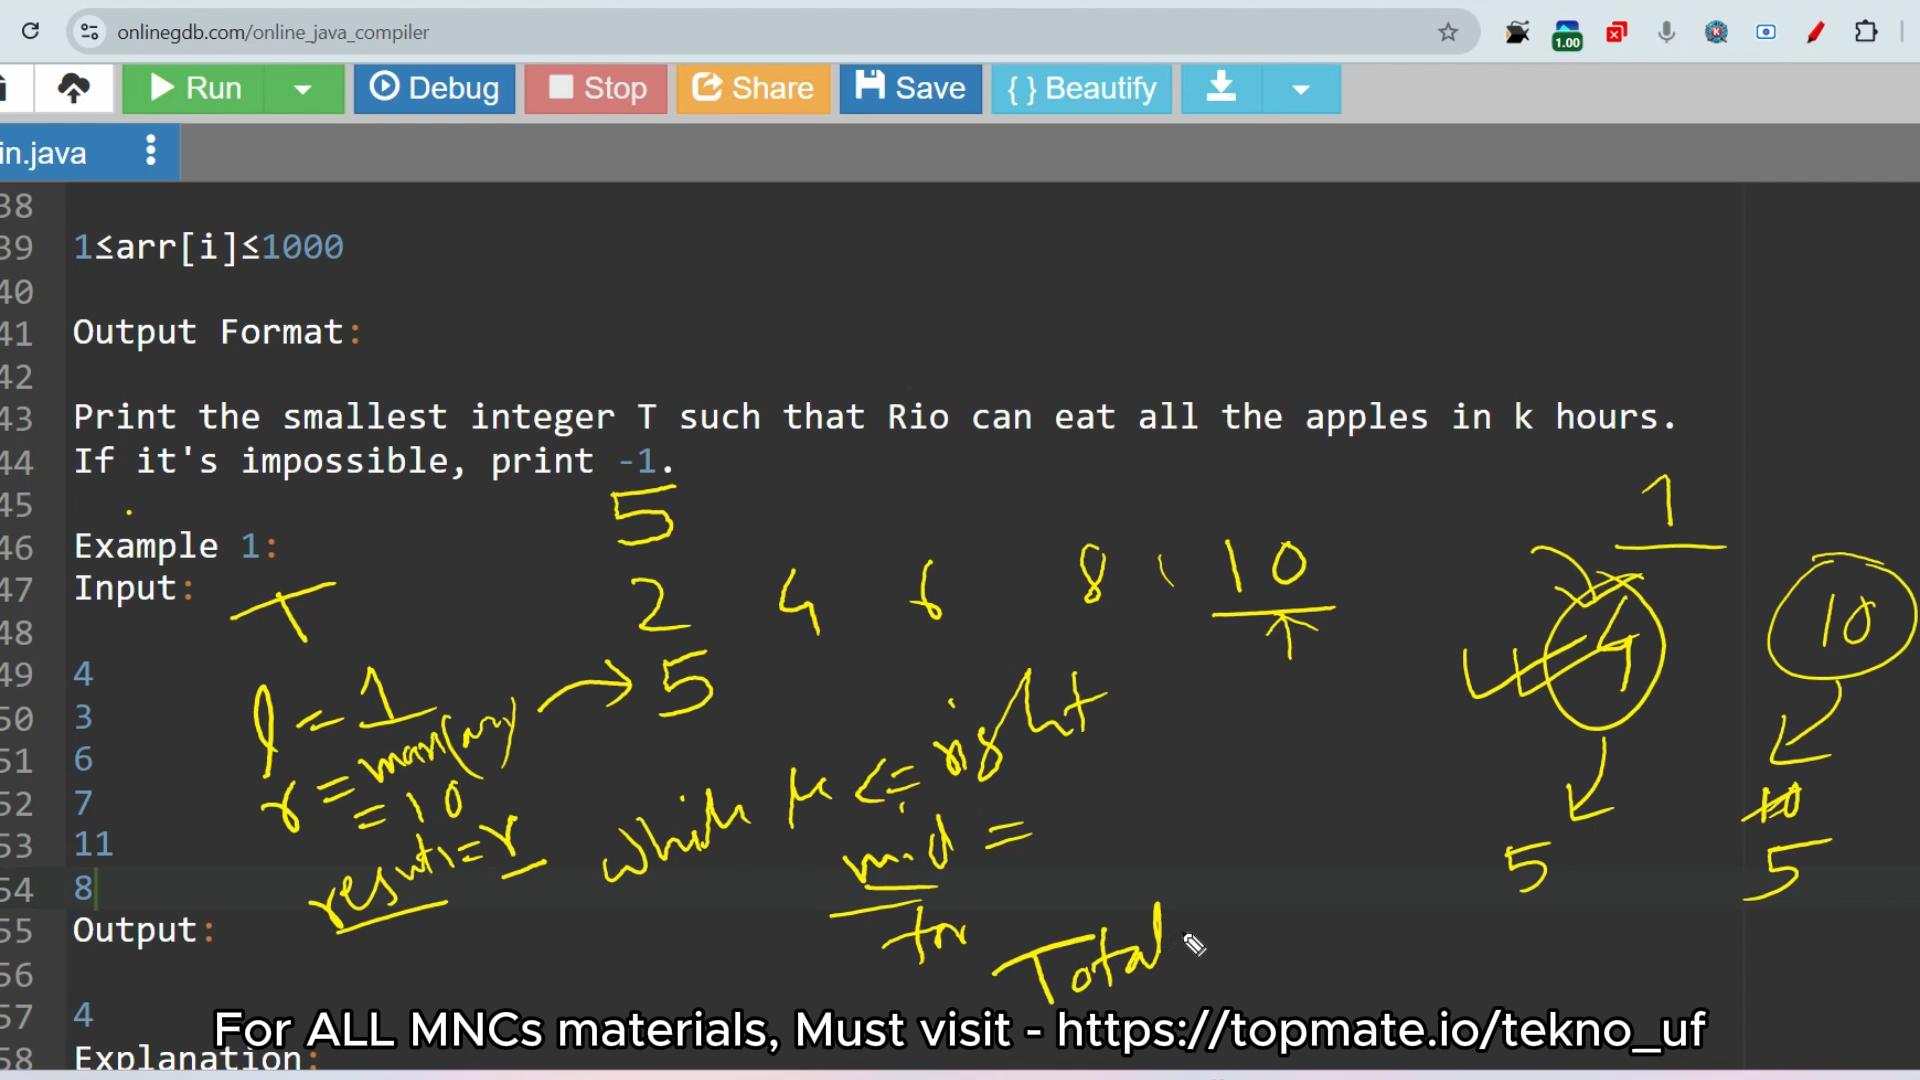 onlinegdb.com/online_java_compiler
1.00
Run Debug Stop Share Save { } Beautify
in.java
38
39 1≤arr[i]≤1000
40
41 Output Format:
42
43 Print the smallest integer T such that Rio can eat all the apples in k hours.
44 If it's impossible, print -1.
45
5 1
46 Example 1:
47 Input:
T 2 4 6 8 10 4 10
48
49 4
l = 1 5
50 3
r = max(arr) while l <= right
51 6
= 10
52 7
10
result = r mid =
53 11
5 5
54 8
55 Output:
for Total
56
57 4
For ALL MNCs materials, Must visit - https://topmate.io/tekno_uf
58 Explanation: